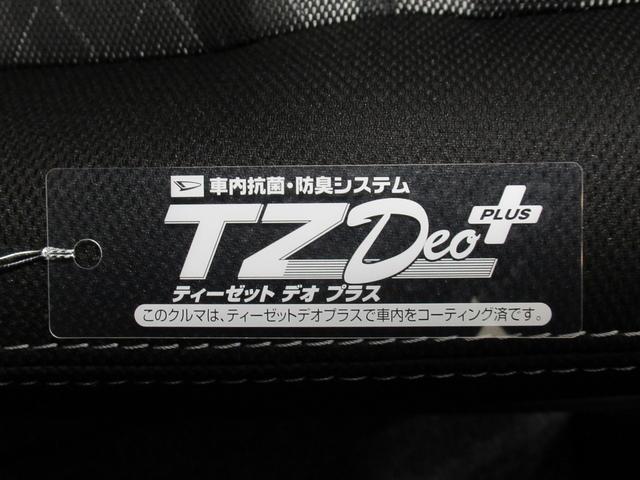 車内抗菌・防臭システム
TZ Deo PLUS
ティーゼット デオ プラス
このクルマは、ティーゼットデオプラスで車内をコーティング済です。